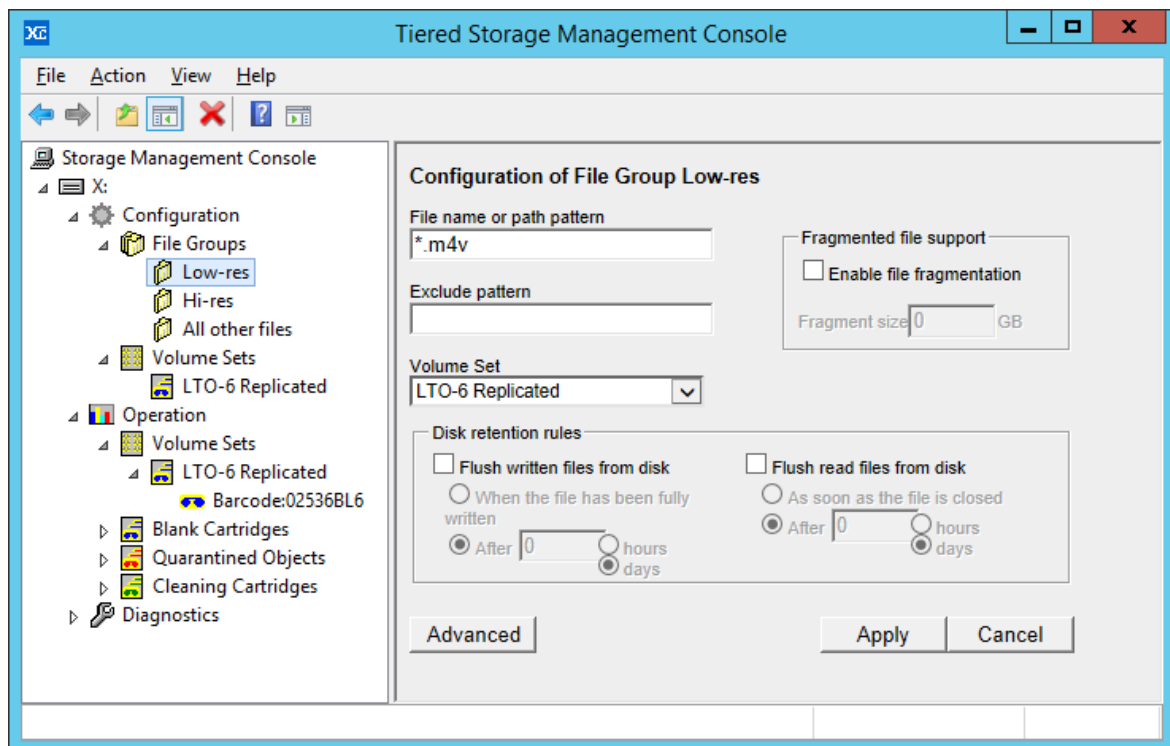 XC
Tiered Storage Management Console
File Action View Help
Storage Management Console
X:
Configuration
File Groups
Low-res
Hi-res
All other files
Volume Sets
LTO-6 Replicated
Operation
Volume Sets
LTO-6 Replicated
Barcode:02536BL6
Blank Cartridges
Quarantined Objects
Cleaning Cartridges
Diagnostics
Configuration of File Group Low-res
File name or path pattern
*.m4v
Exclude pattern
Volume Set
LTO-6 Replicated
Fragmented file support
Enable file fragmentation
Fragment size 0 GB
Disk retention rules
Flush written files from disk
When the file has been fully
written
After 0 hours
days
Flush read files from disk
As soon as the file is closed
After 0 hours
days
Advanced
Apply
Cancel